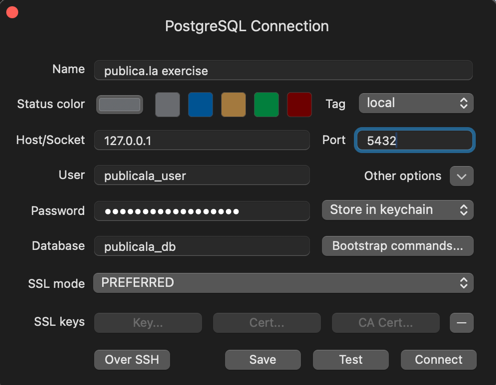 PostgreSQL Connection
Name publica.la exercise
Status color Tag local
Host/Socket 127.0.0.1 Port 5432
User publicala_user Other options
Password ●●●●●●●●●●●●●●●●●● Store in keychain
Database publicala_db Bootstrap commands...
SSL mode PREFERRED
SSL keys Key... Cert... CA Cert...
Over SSH Save Test Connect